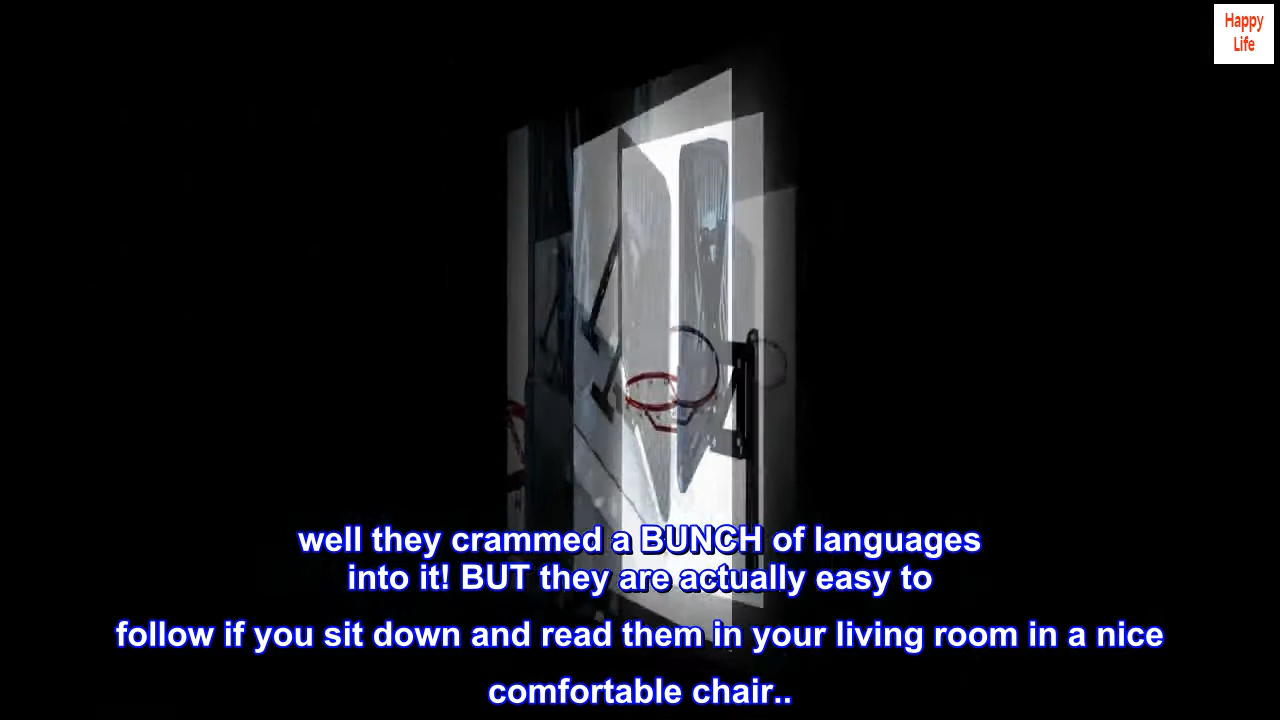 Happy
Life
well they crammed a BUNCH of languages
into it! BUT they are actually easy to
follow if you sit down and read them in your living room in a nice
comfortable chair..